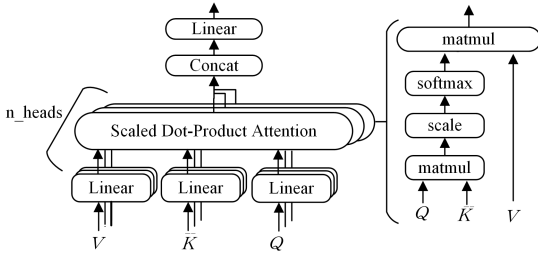 Linear
Concat
n_heads
Scaled Dot-Product Attention
Linear
Linear
Linear
V
K̅
Q
matmul
softmax
scale
matmul
Q
K̅
V